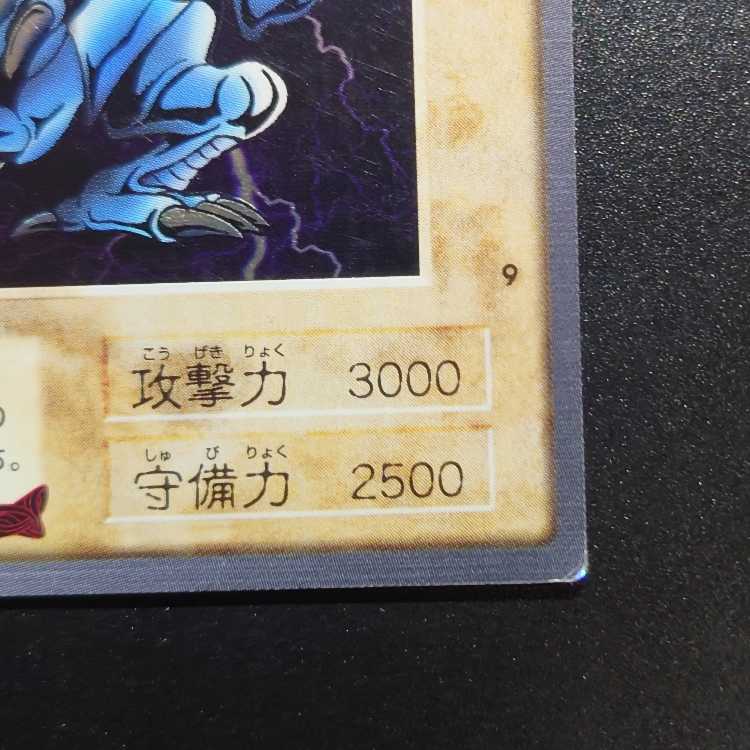 9
こうげきりょく
攻撃力 3000
る。
しゅびりょく
守備力 2500